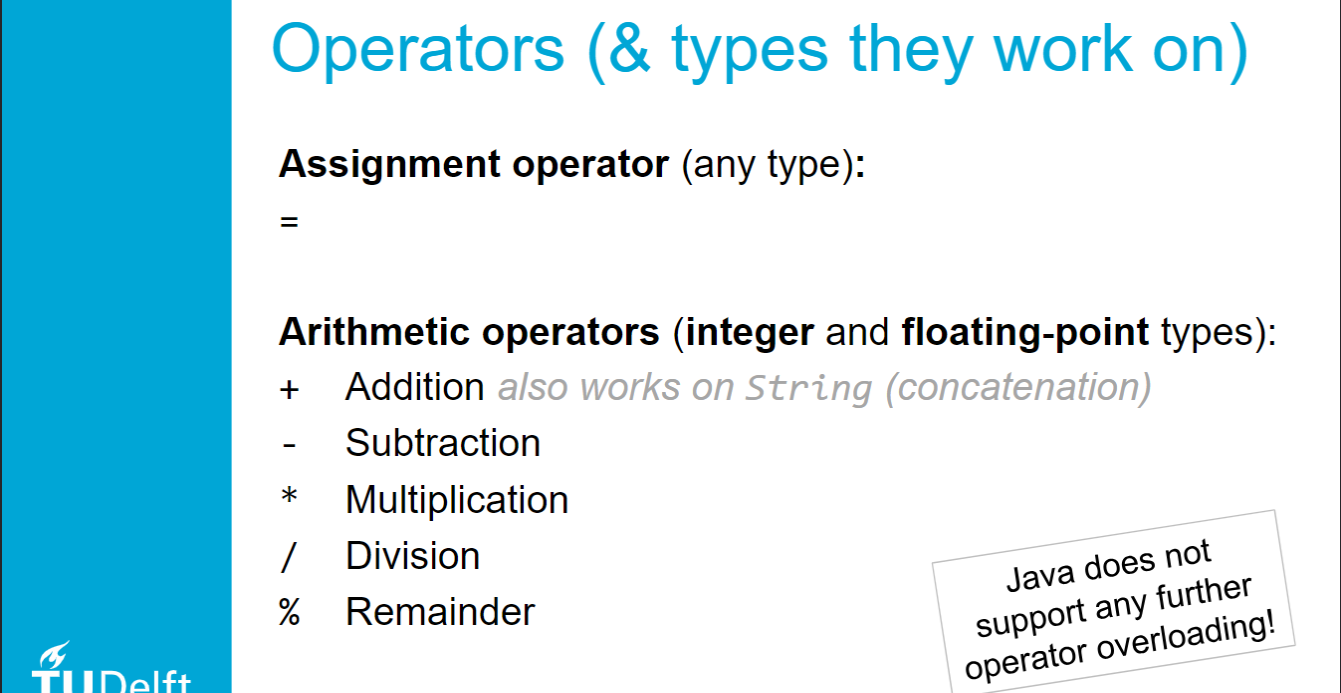 Operators (& types they work on)
Assignment operator (any type):
=
Arithmetic operators (integer and floating-point types):
+ Addition also works on String (concatenation)
- Subtraction
* Multiplication
/ Division
% Remainder
Java does not
support any further
operator overloading!
TUDelft